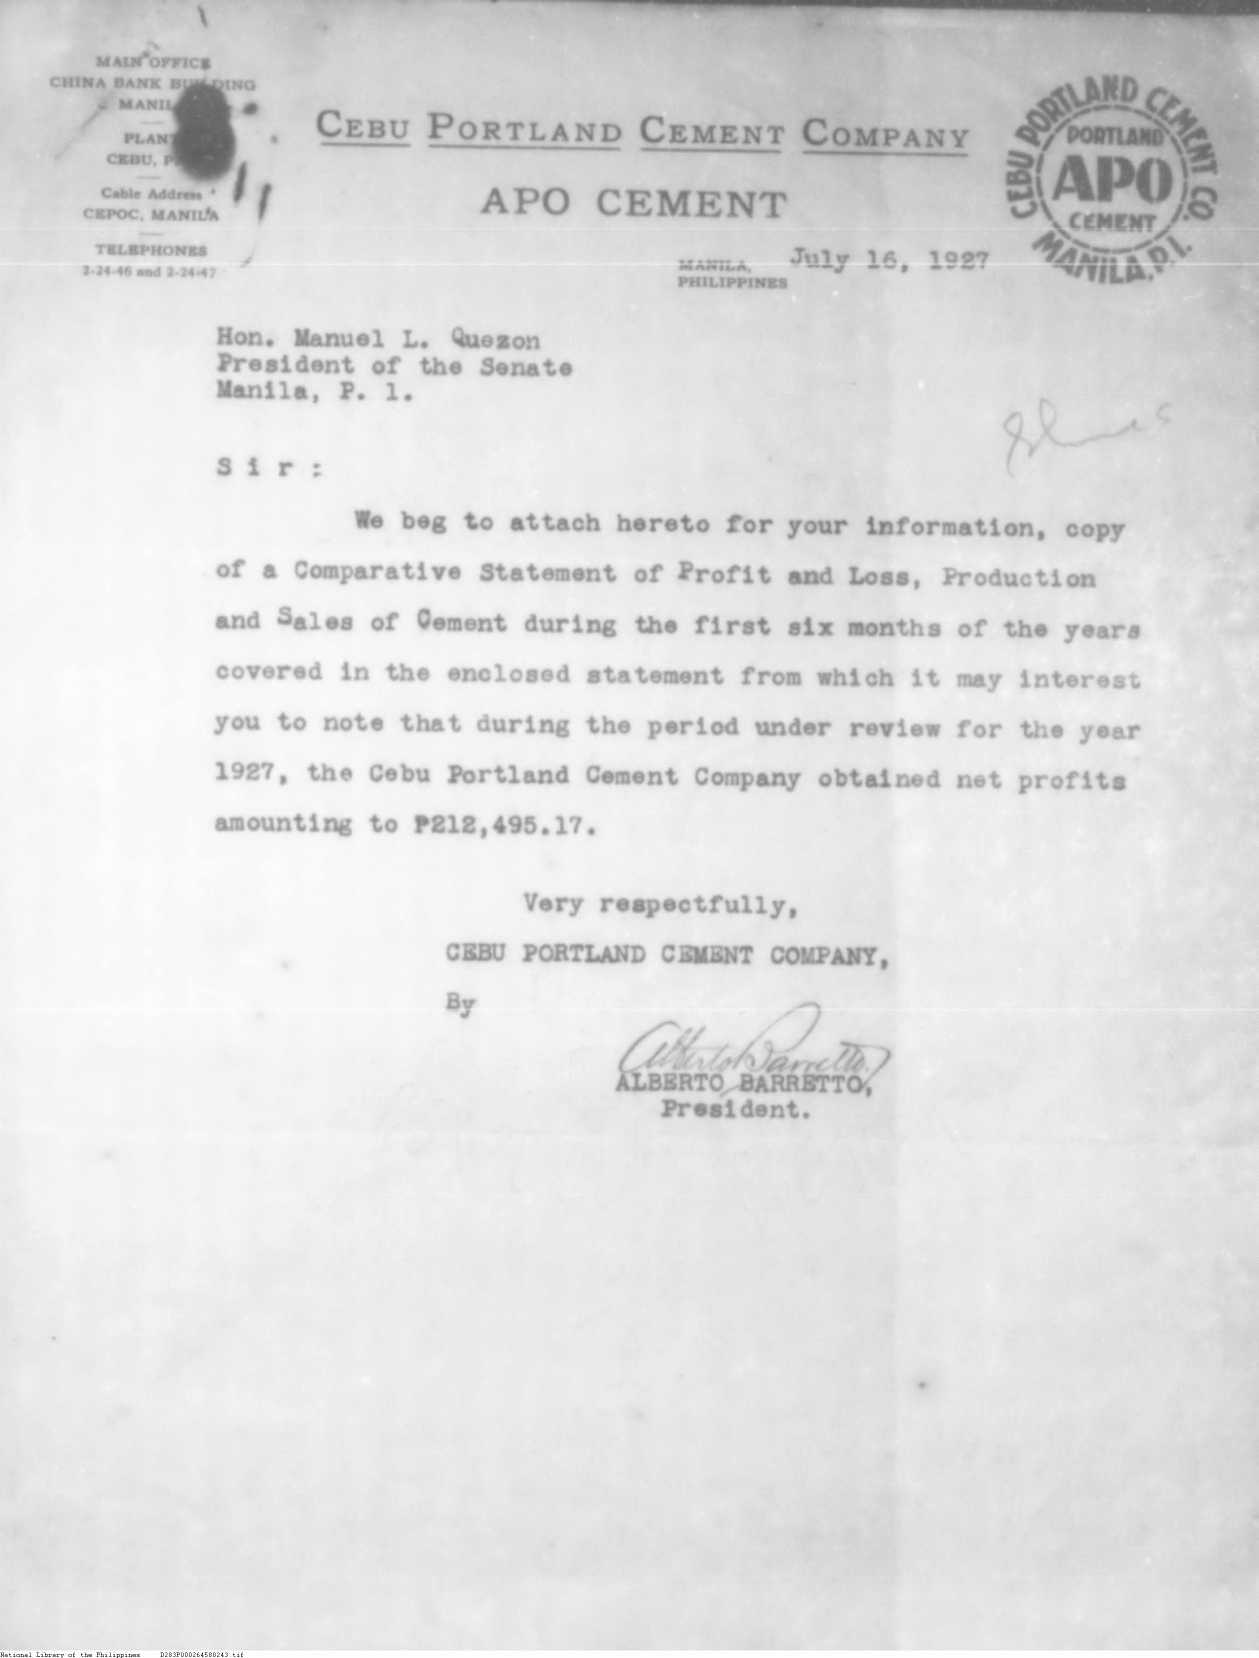 MAIN OFFICE
CHINA BANK BUILDING
MANILA
PLANT
CEBU, P.
Cable Address
CEPOC, MANILA
TELEPHONES
2-24-46 and 2-24-47
CEBU PORTLAND CEMENT COMPANY
APO CEMENT
CEBU PORTLAND CEMENT CO.
MANILA, P.I.
PORTLAND
APO
CEMENT
MANILA,
PHILIPPINES
July 16, 1927
Hon. Manuel L. Quezon
President of the Senate
Manila, P. l.
S i r :
We beg to attach hereto for your information, copy
of a Comparative Statement of Profit and Loss, Production
and Sales of Cement during the first six months of the years
covered in the enclosed statement from which it may interest
you to note that during the period under review for the year
1927, the Cebu Portland Cement Company obtained net profits
amounting to ₱212,495.17.
Very respectfully,
CEBU PORTLAND CEMENT COMPANY,
By
Alberto Barretto
ALBERTO BARRETTO,
President.
National Library of the Philippines D283P000264580243.tif